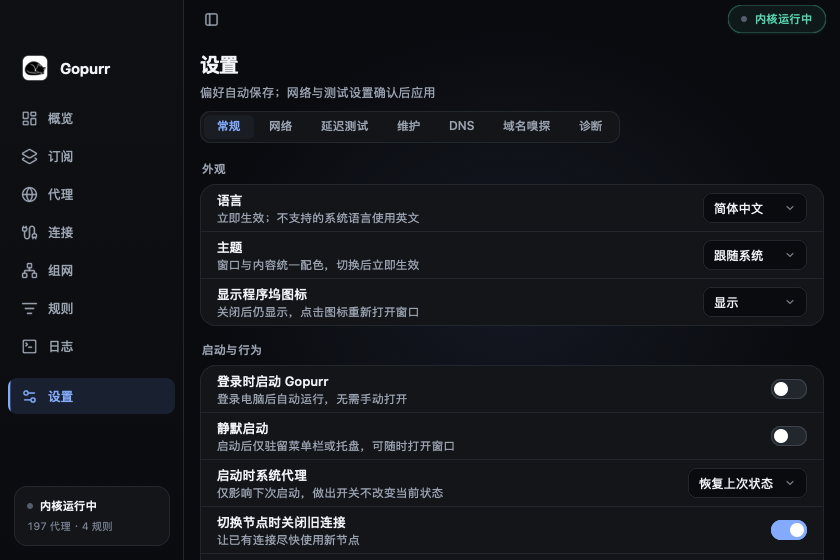 内核运行中
Gopurr
概览
订阅
代理
连接
组网
规则
日志
设置
内核运行中
197 代理 · 4 规则
设置
偏好自动保存；网络与测试设置确认后应用
常规 网络 延迟测试 维护 DNS 域名嗅探 诊断
外观
语言
立即生效；不支持的系统语言使用英文
简体中文
主题
窗口与内容统一配色，切换后立即生效
跟随系统
显示程序坞图标
关闭后仍显示，点击图标重新打开窗口
显示
启动与行为
登录时启动 Gopurr
登录电脑后自动运行，无需手动打开
静默启动
启动后仅驻留菜单栏或托盘，可随时打开窗口
启动时系统代理
仅影响下次启动，做出开关不改变当前状态
恢复上次状态
切换节点时关闭旧连接
让已有连接尽快使用新节点